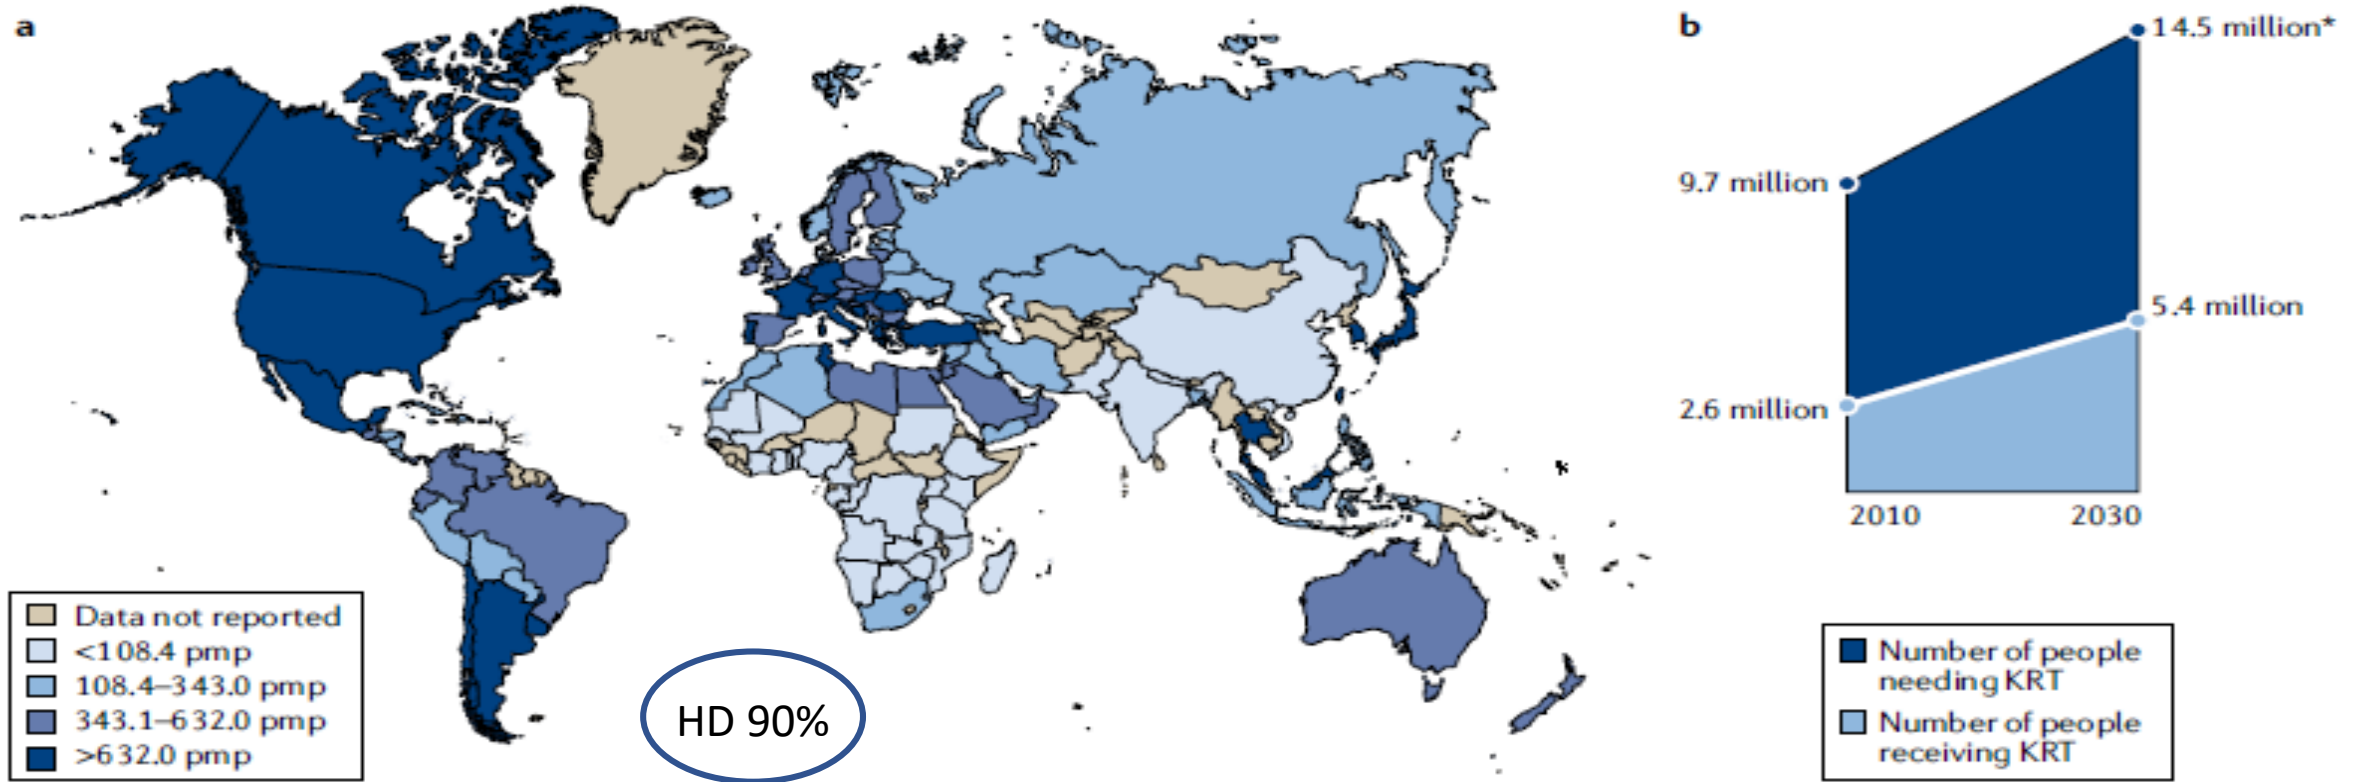 a
Data not reported
<108.4 pmp
108.4–343.0 pmp
343.1–632.0 pmp
>632.0 pmp
HD 90%
b
14.5 million*
9.7 million
5.4 million
2.6 million
2010
2030
Number of people
needing KRT
Number of people
receiving KRT